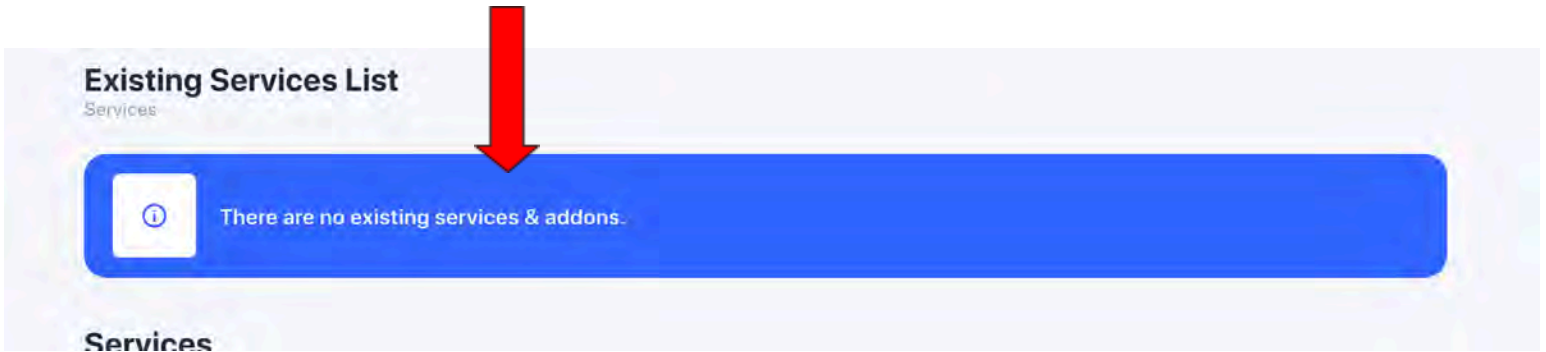 Existing Services List
Services
There are no existing services & addons.
Services